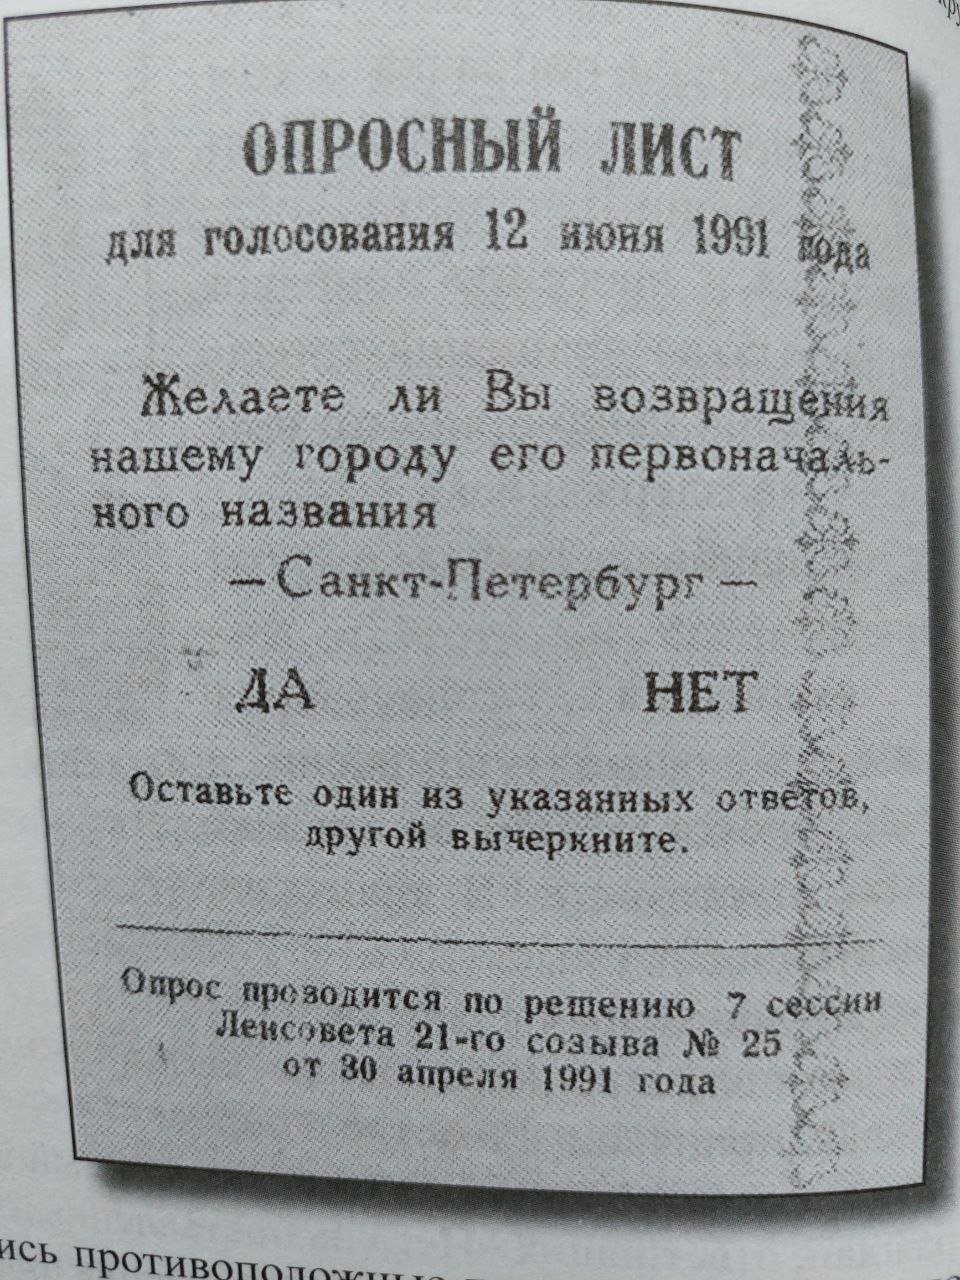 ОПРОСНЫЙ ЛИСТ
для голосования 12 июня 1991 года
Желаете ли Вы возвращения
нашему городу его первоначаль-
ного названия
—Санкт-Петербург—
ДА НЕТ
Оставьте один из указанных ответов,
другой вычеркните.
Опрос проводится по решению 7 сессии
Ленсовета 21-го созыва № 25
от 30 апреля 1991 года
противоположные